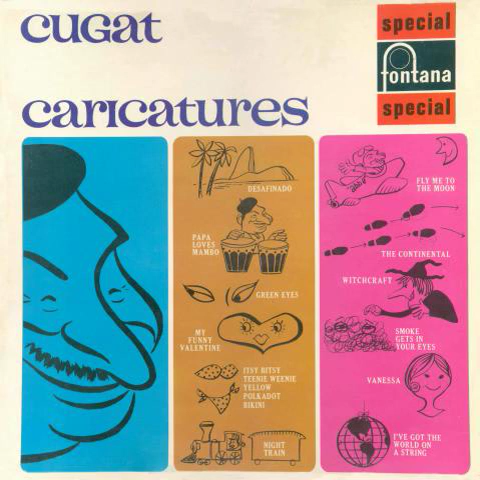 cugat
caricatures
special
fontana
special
DESAFINADO
PAPA
LOVES
MAMBO
GREEN EYES
MY
FUNNY
VALENTINE
ITSY BITSY
TEENIE WEENIE
YELLOW
POLKADOT
BIKINI
NIGHT
TRAIN
FLY ME TO
THE MOON
THE CONTINENTAL
WITCHCRAFT
SMOKE
GETS IN
YOUR EYES
VANESSA
I'VE GOT THE
WORLD ON
A STRING